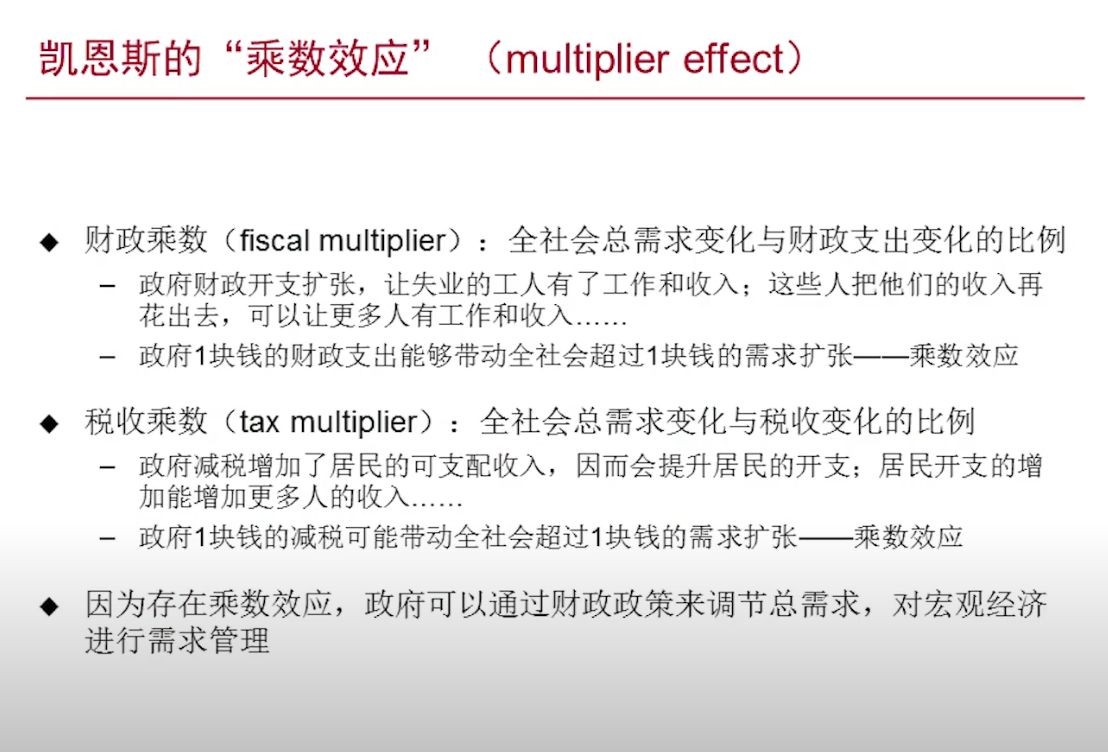 凯恩斯的“乘数效应” （multiplier effect）
◆ 财政乘数（fiscal multiplier）：全社会总需求变化与财政支出变化的比例
– 政府财政开支扩张，让失业的工人有了工作和收入；这些人把他们的收入再
花出去，可以让更多人有工作和收入……
– 政府1块钱的财政支出能够带动全社会超过1块钱的需求扩张——乘数效应
◆ 税收乘数（tax multiplier）：全社会总需求变化与税收变化的比例
– 政府减税增加了居民的可支配收入，因而会提升居民的开支；居民开支的增
加能增加更多人的收入……
– 政府1块钱的减税可能带动全社会超过1块钱的需求扩张——乘数效应
◆ 因为存在乘数效应，政府可以通过财政政策来调节总需求，对宏观经济
进行需求管理